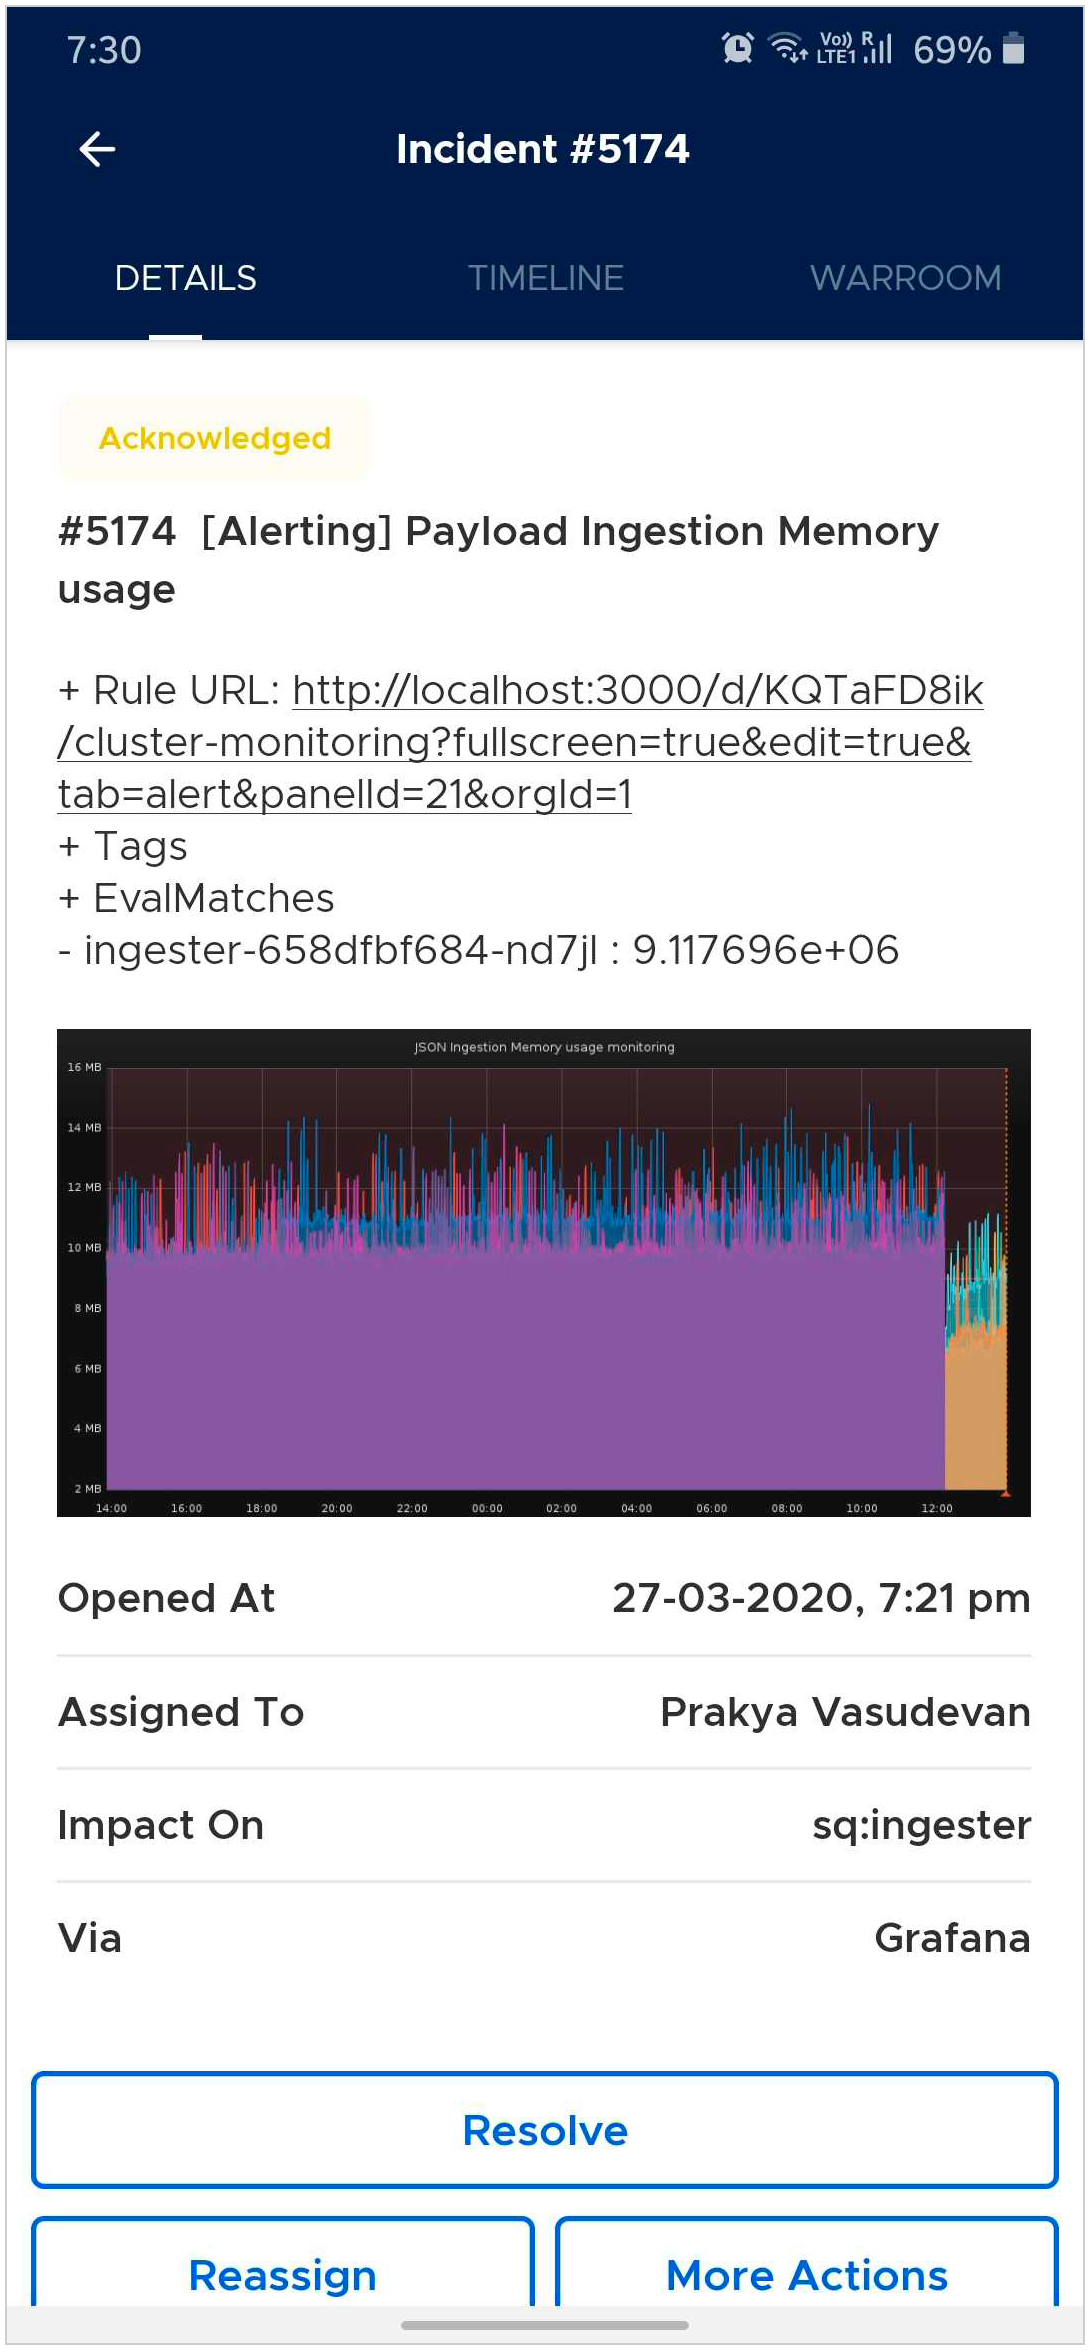 7:30
Vo)) LTE1 R 69%
Incident #5174
DETAILS TIMELINE WARROOM
Acknowledged
#5174 [Alerting] Payload Ingestion Memory
usage
+ Rule URL: http://localhost:3000/d/KQTaFD8ik
/cluster-monitoring?fullscreen=true&edit=true&
tab=alert&panelId=21&orgId=1
+ Tags
+ EvalMatches
- ingester-658dfbf684-nd7jl : 9.117696e+06
JSON Ingestion Memory usage monitoring
16 MB
14 MB
12 MB
10 MB
8 MB
6 MB
4 MB
2 MB
14:00 16:00 18:00 20:00 22:00 00:00 02:00 04:00 06:00 08:00 10:00 12:00
Opened At 27-03-2020, 7:21 pm
Assigned To Prakya Vasudevan
Impact On sq:ingester
Via Grafana
Resolve
Reassign More Actions